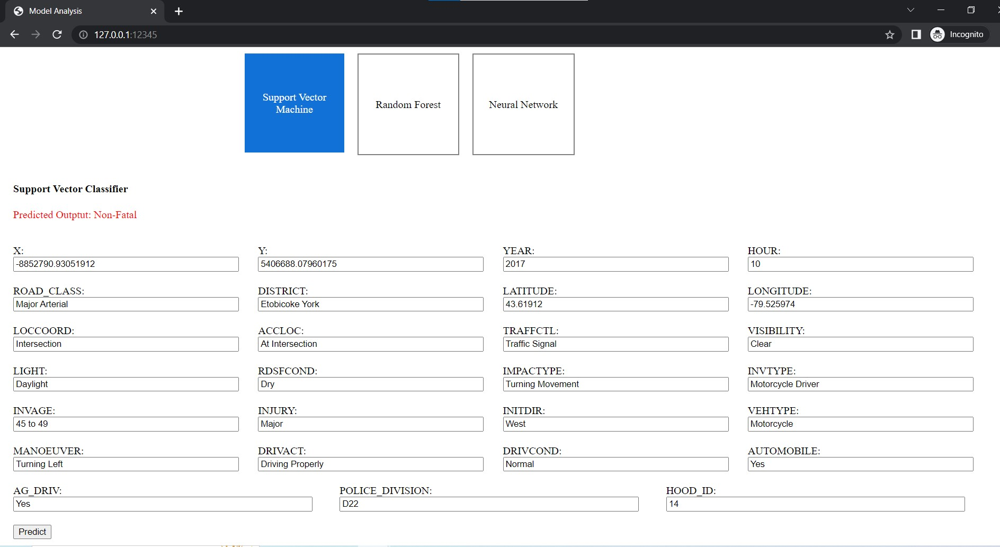 Model Analysis
127.0.0.1:12345
Incognito
Support Vector
Machine
Random Forest
Neural Network
Support Vector Classifier
Predicted Outptut: Non-Fatal
X: Y: YEAR: HOUR:
-8852790.93051912 5406688.07960175 2017 10
ROAD_CLASS: DISTRICT: LATITUDE: LONGITUDE:
Major Arterial Etobicoke York 43.61912 -79.525974
LOCCOORD: ACCLOC: TRAFFCTL: VISIBILITY:
Intersection At Intersection Traffic Signal Clear
LIGHT: RDSFCOND: IMPACTYPE: INVTYPE:
Daylight Dry Turning Movement Motorcycle Driver
INVAGE: INJURY: INITDIR: VEHTYPE:
45 to 49 Major West Motorcycle
MANOEUVER: DRIVACT: DRIVCOND: AUTOMOBILE:
Turning Left Driving Properly Normal Yes
AG_DRIV: POLICE_DIVISION: HOOD_ID:
Yes D22 14
Predict